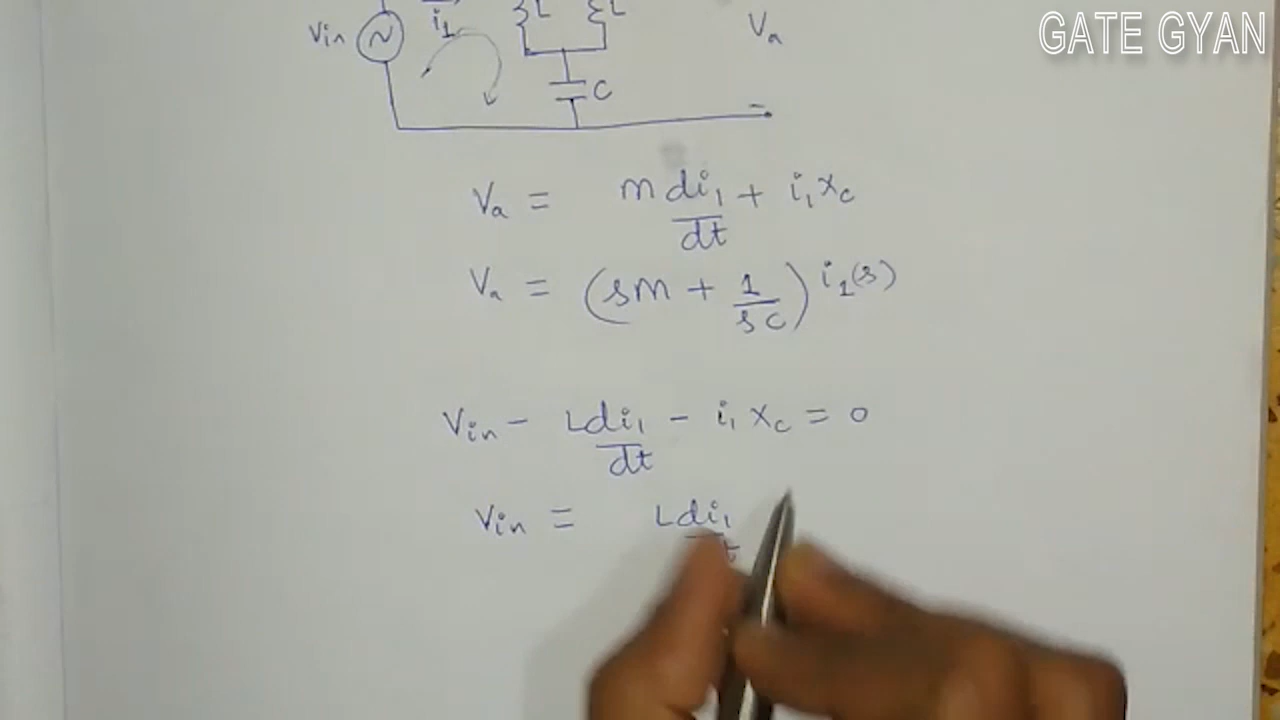 GATE GYAN
Vin i1 L L Va
C
-
Va = m di1/dt + i1 xc
Va = (sm + 1/sc) i1(s)
Vin - L di1/dt - i1 xc = 0
Vin = L di1/dt